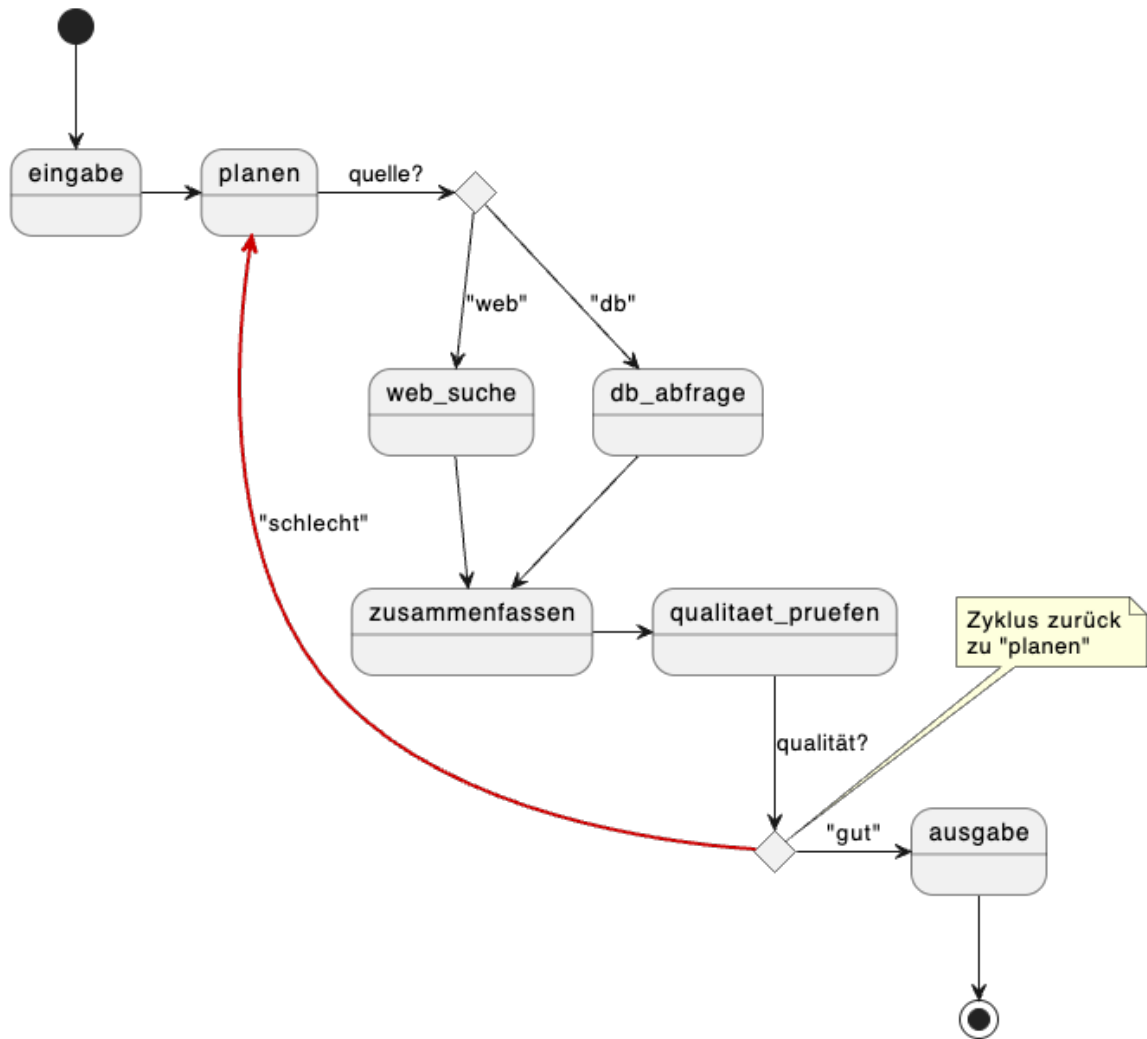 eingabe
planen
quelle?
"web"
"db"
web_suche
db_abfrage
"schlecht"
zusammenfassen
qualitaet_pruefen
Zyklus zurück
zu "planen"
qualität?
"gut"
ausgabe